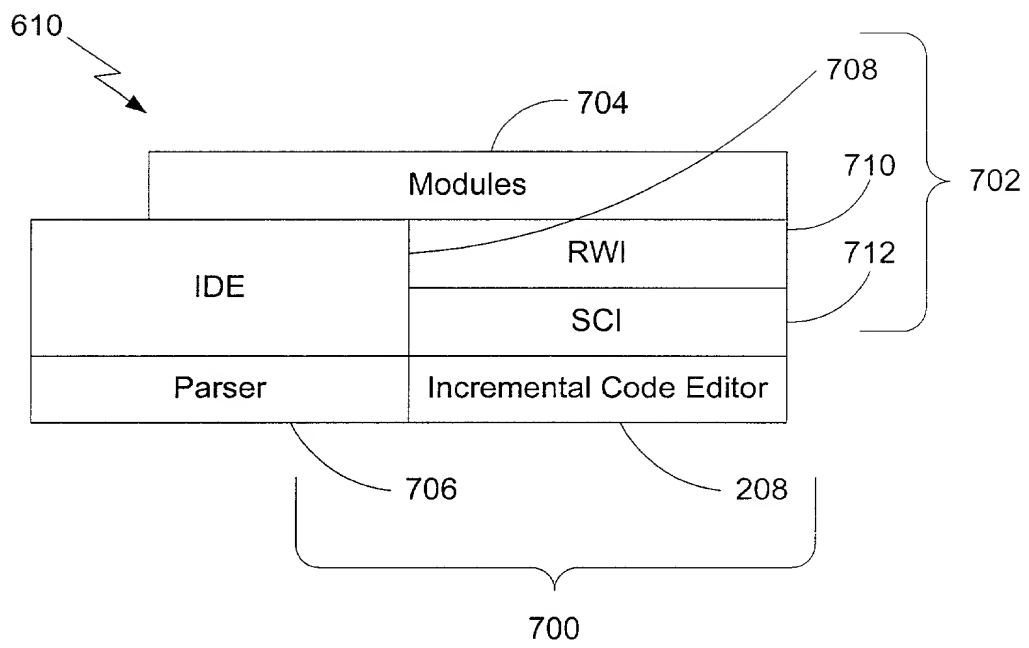 610
708
704
Modules
710
702
RWI
712
IDE
SCI
Parser
Incremental Code Editor
706
208
700